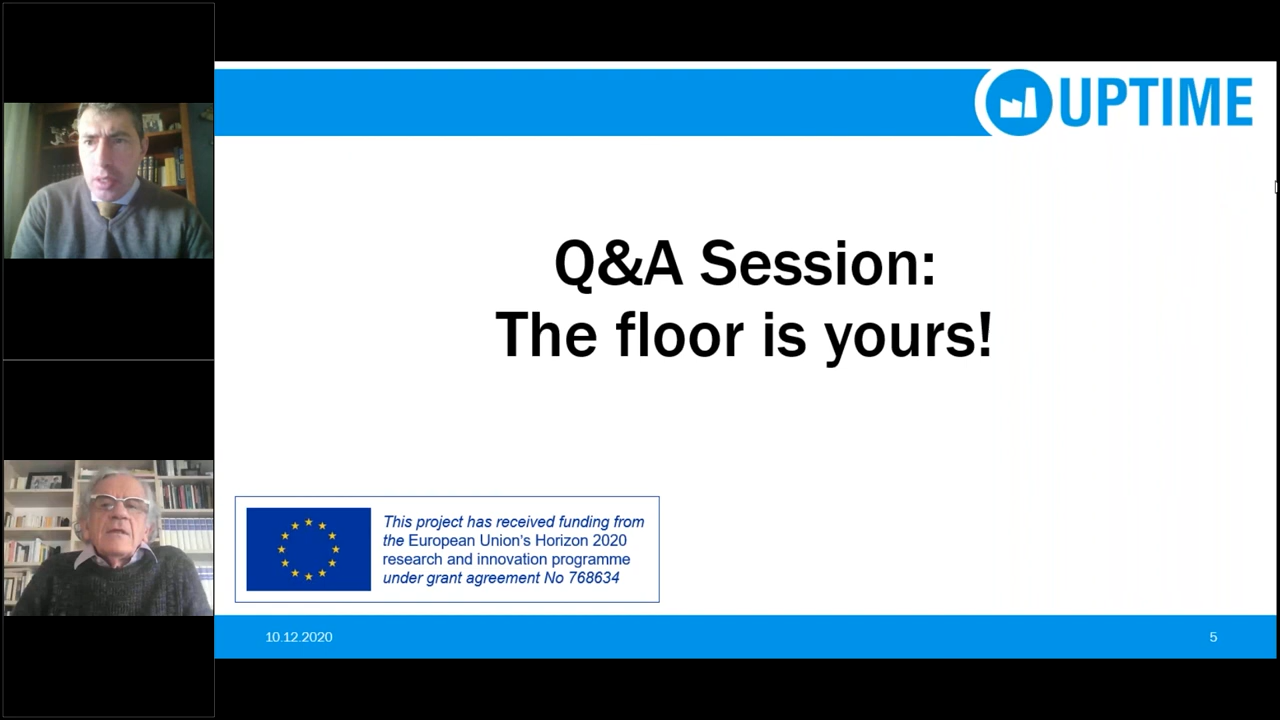 UPTIME
Q&A Session:
The floor is yours!
This project has received funding from
the European Union's Horizon 2020
research and innovation programme
under grant agreement No 768634
10.12.2020
5